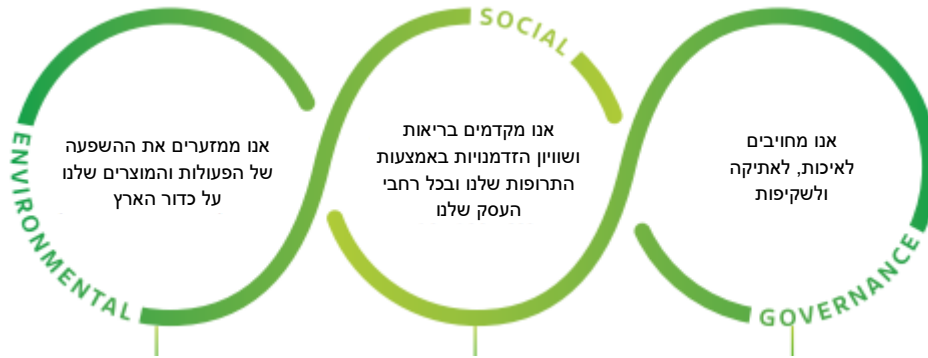 ENVIRONMENTAL
אנו ממזערים את ההשפעה
של הפעולות והמוצרים שלנו
על כדור הארץ
SOCIAL
אנו מקדמים בריאות
ושוויון הזדמנויות באמצעות
התרופות שלנו ובכל רחבי
העסק שלנו
GOVERNANCE
אנו מחויבים
לאיכות, לאתיקה
ולשקיפות